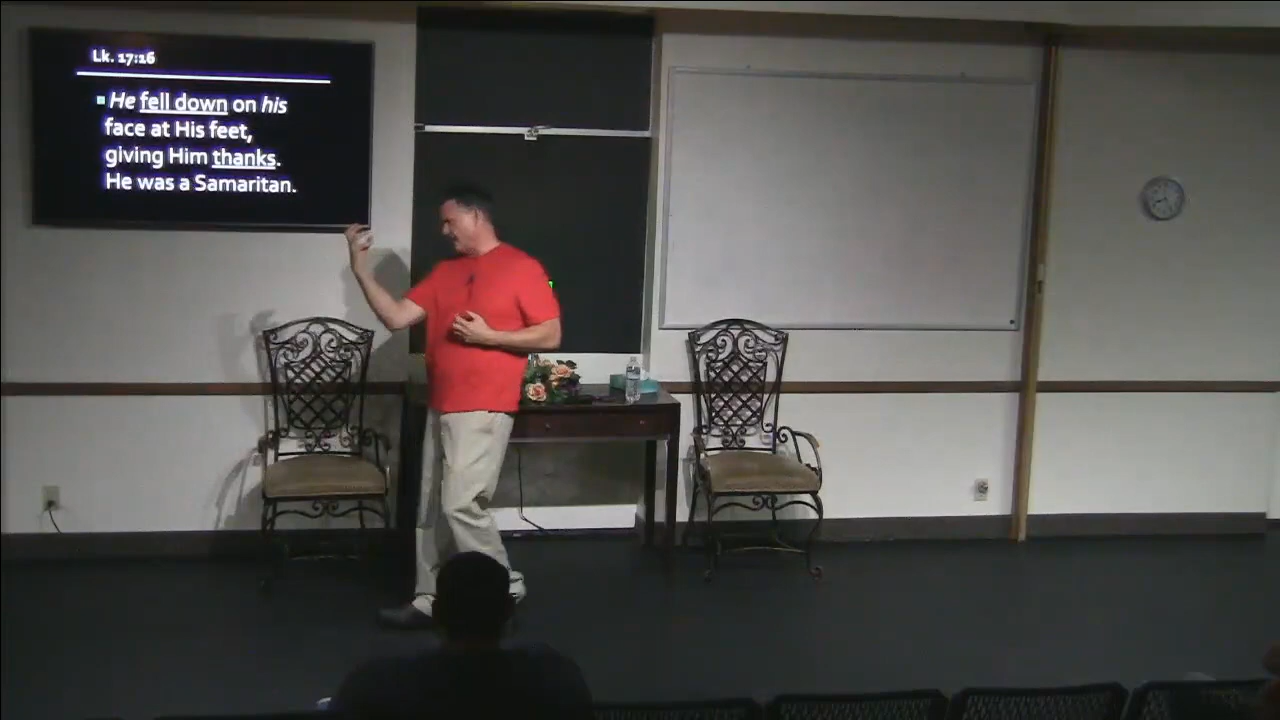 Lk. 17:16
He fell down on his
face at His feet,
giving Him thanks.
He was a Samaritan.